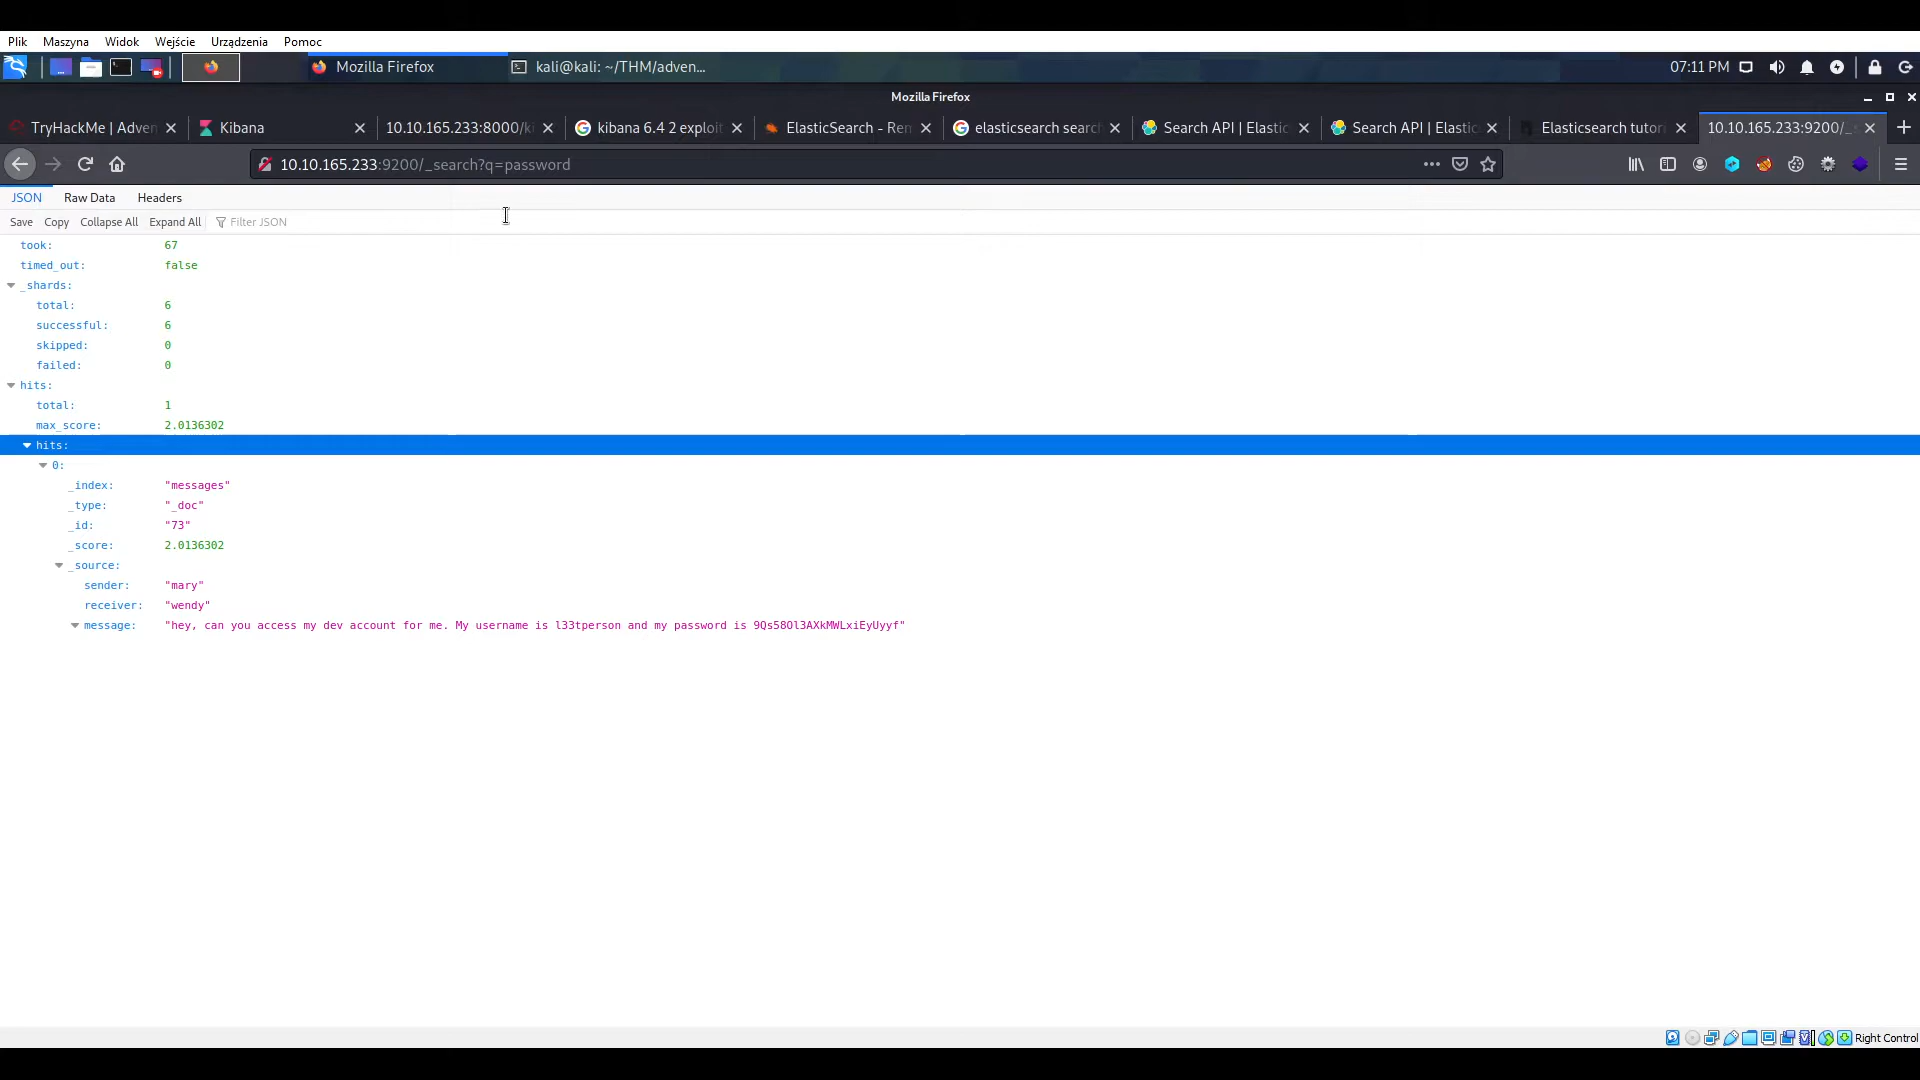 Plik Maszyna Widok Wejście Urządzenia Pomoc
Mozilla Firefox kali@kali: ~/THM/adven... 07:11 PM
Mozilla Firefox
TryHackMe | Adven Kibana 10.10.165.233:8000/ki kibana 6.4 2 exploit ElasticSearch - Rem elasticsearch search Search API | Elastic Search API | Elastic Elasticsearch tutor 10.10.165.233:9200/_
10.10.165.233:9200/_search?q=password
JSON Raw Data Headers
Save Copy Collapse All Expand All Filter JSON
took: 67
timed_out: false
_shards:
total: 6
successful: 6
skipped: 0
failed: 0
hits:
total: 1
max_score: 2.0136302
hits:
0:
_index: "messages"
_type: "_doc"
_id: "73"
_score: 2.0136302
_source:
sender: "mary"
receiver: "wendy"
message: "hey, can you access my dev account for me. My username is l33tperson and my password is 9Qs58Ol3AXkMWLxiEyUyyf"
Right Control